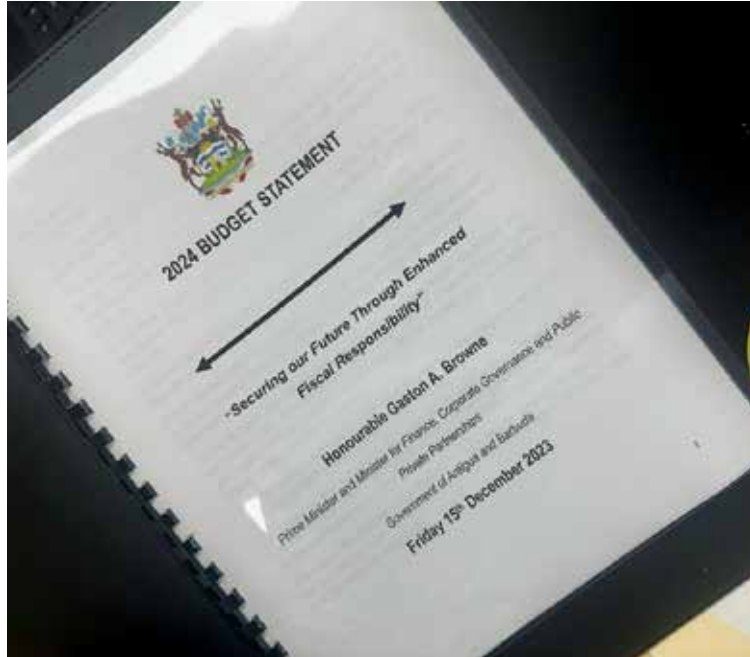 2024 BUDGET STATEMENT
"Securing our Future Through Enhanced
Fiscal Responsibility"
Honourable Gaston A. Browne
Prime Minister and Minister for Finance, Corporate Governance and Public
Private Partnerships
Government of Antigua and Barbuda
Friday 15th December 2023